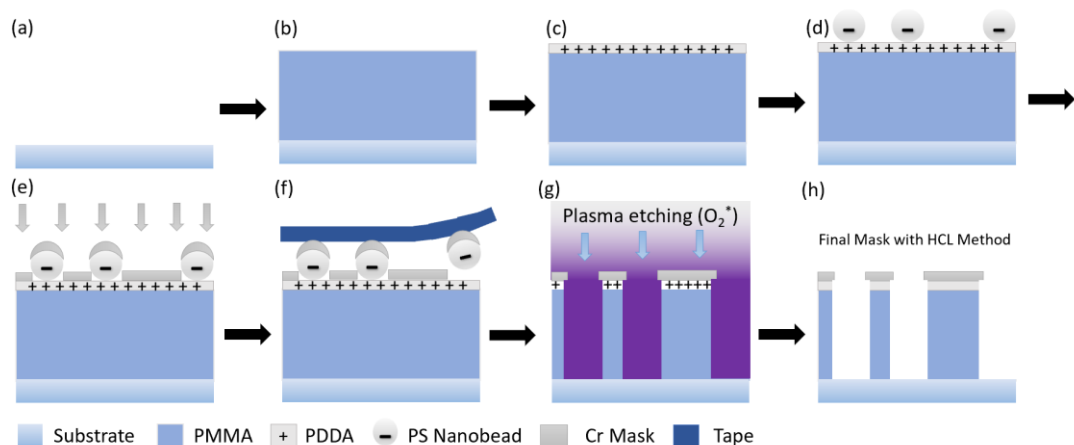 (a)
(b)
(c)
+ + + + + + + + + + + + +
(d)
- - -
+ + + + + + + + + + + + +
(e)
- - -
+ + + + + + + + + + + + +
(f)
- - -
+ + + + + + + + + + + + +
(g)
Plasma etching (O₂*)
+ ++ +++++
(h)
Final Mask with HCL Method
Substrate PMMA + PDDA - PS Nanobead Cr Mask Tape